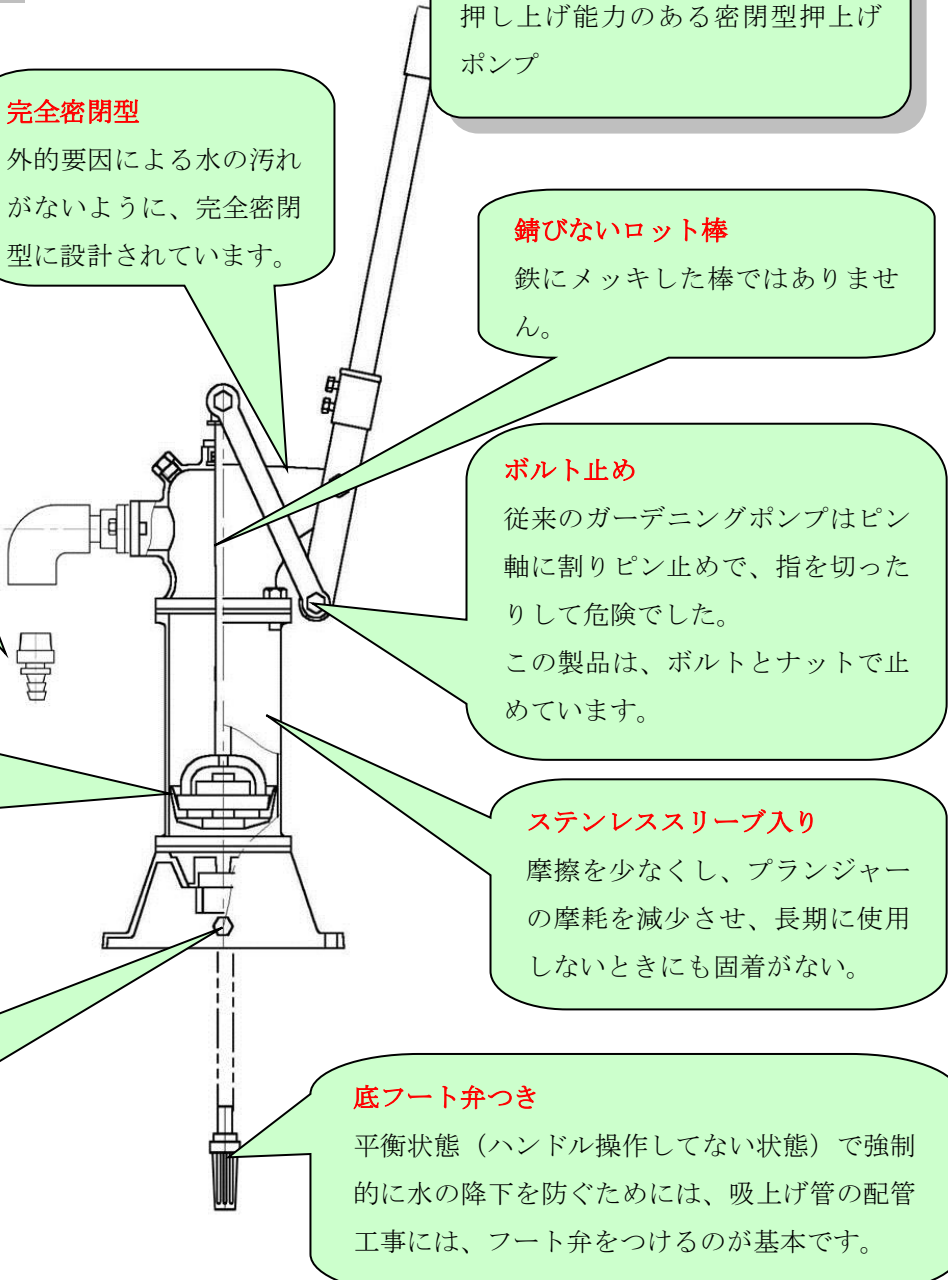 押し上げ能力のある密閉型押上げ
ポンプ
完全密閉型
外的要因による水の汚れ
がないように、完全密閉
型に設計されています。
錆びないロット棒
鉄にメッキした棒ではありませ
ん。
ボルト止め
従来のガーデニングポンプはピン
軸に割りピン止めで、指を切った
りして危険でした。
この製品は、ボルトとナットで止
めています。
ステンレススリーブ入り
摩擦を少なくし、プランジャー
の摩耗を減少させ、長期に使用
しないときにも固着がない。
底フート弁つき
平衡状態（ハンドル操作してない状態）で強制
的に水の降下を防ぐためには、吸上げ管の配管
工事には、フート弁をつけるのが基本です。